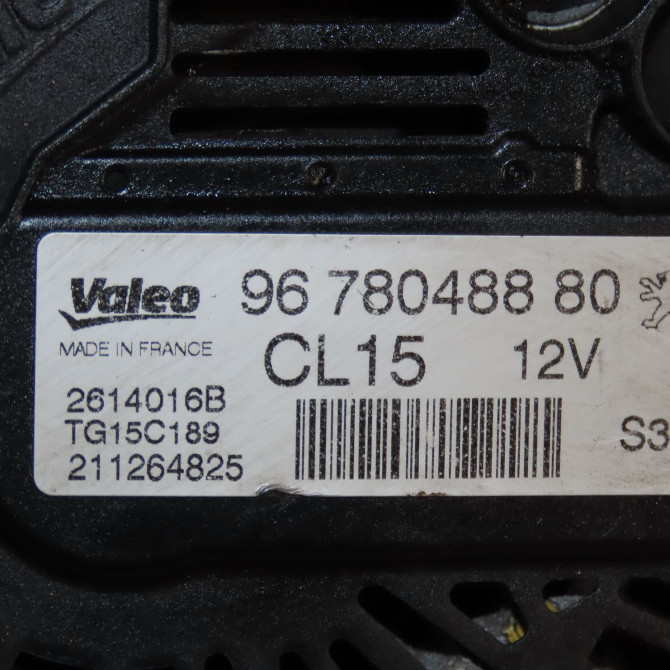 Valeo 96 780488 80
MADE IN FRANCE CL15 12V
2614016B
TG15C189 S3
211264825